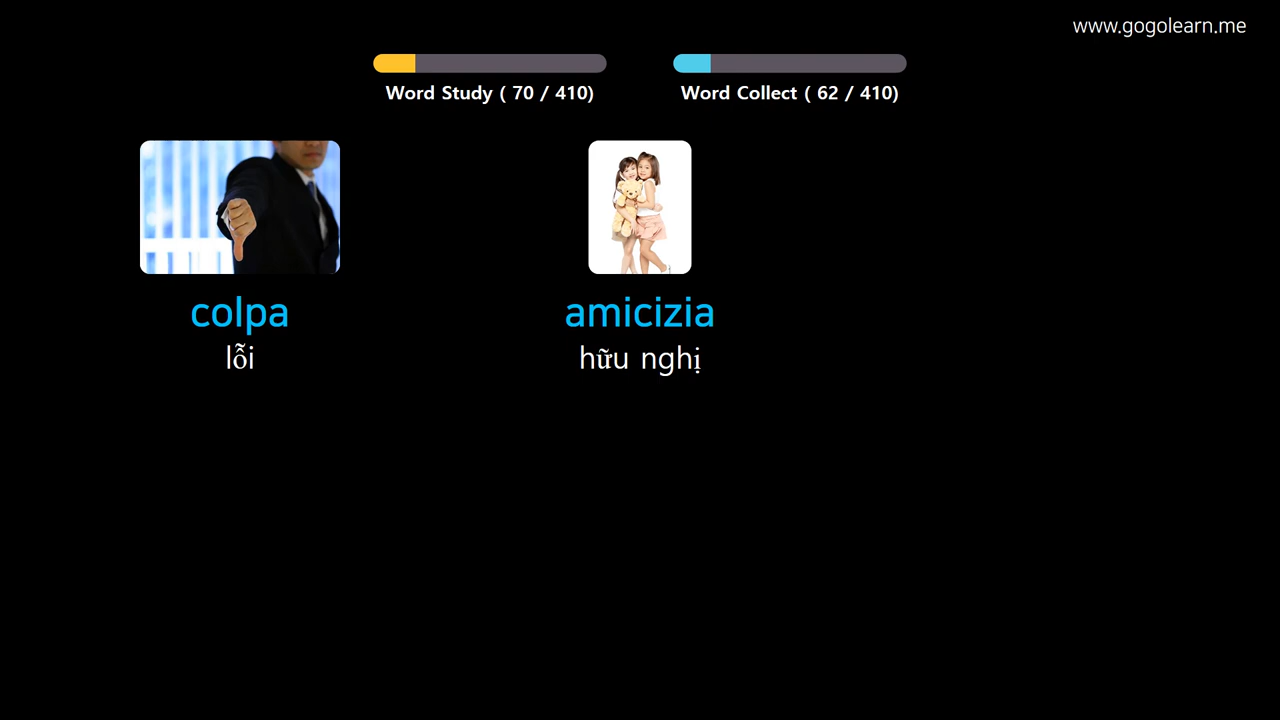 www.gogolearn.me
Word Study ( 70 / 410)
Word Collect ( 62 / 410)
colpa
lỗi
amicizia
hữu nghị